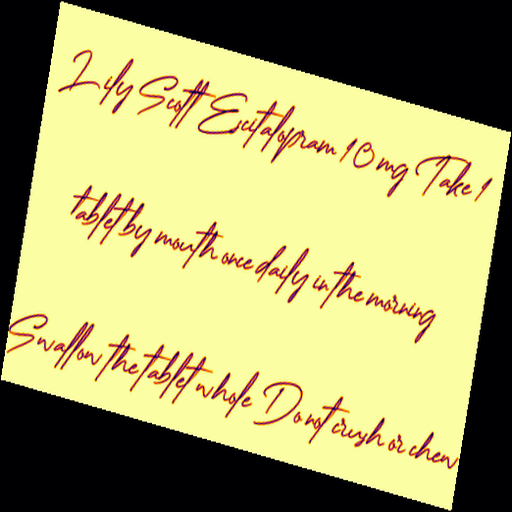 Lily Scott Escitalopram 10 mg Take 1
tablet by mouth once daily in the morning
Swallow the tablet whole Do not crush or chew